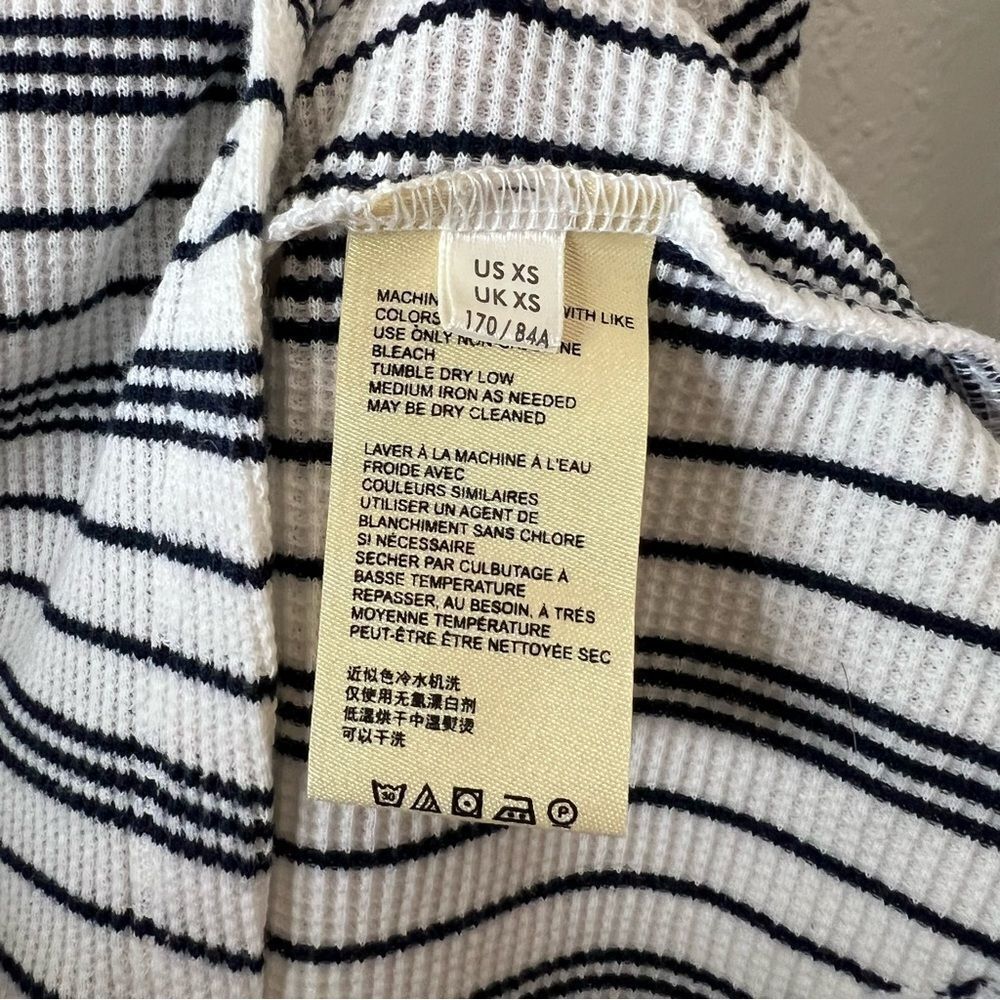 US XS
UK XS
170/84A
MACHIN
WITH LIKE
COLORS
USE ONLY NON
NE
BLEACH
TUMBLE DRY LOW
MEDIUM IRON AS NEEDED
MAY BE DRY CLEANED
LAVER À LA MACHINE À L'EAU
FROIDE AVEC
COULEURS SIMILAIRES
UTILISER UN AGENT DE
BLANCHIMENT SANS CHLORE
SI NÉCESSAIRE
SECHER PAR CULBUTAGE À
BASSE TEMPERATURE
REPASSER, AU BESOIN, À TRÉS
MOYENNE TEMPÉRATURE
PEUT-ÊTRE ÊTRE NETTOYÉE SEC
近似色冷水机洗
仅使用无氯漂白剂
低温烘干中温熨烫
可以干洗
30
P